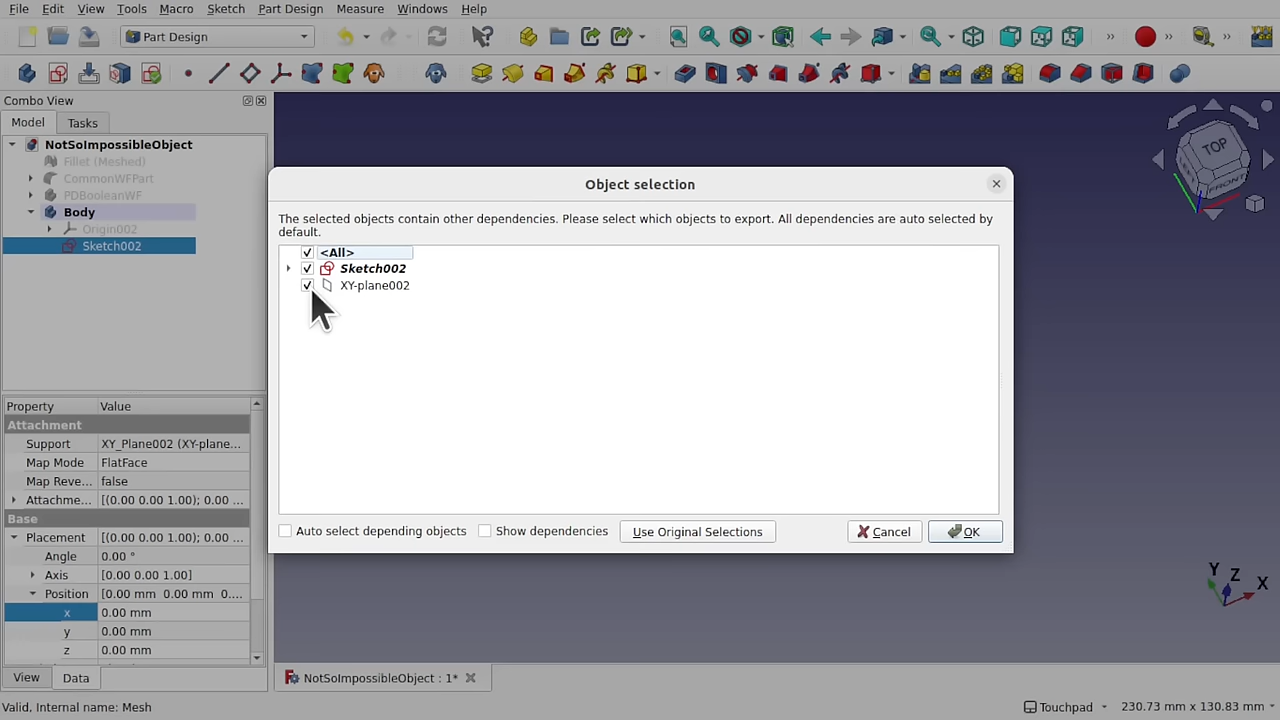 File Edit View Tools Macro Sketch Part Design Measure Windows Help
Part Design
Combo View
Model Tasks
NotSoImpossibleObject
Fillet (Meshed)
CommonWFPart
PDBooleanWF
Body
Origin002
Sketch002
Object selection
The selected objects contain other dependencies. Please select which objects to export. All dependencies are auto selected by
default.
<All>
Sketch002
XY-plane002
Auto select depending objects Show dependencies Use Original Selections Cancel OK
Property Value
Attachment
Support XY_Plane002 (XY-plane...
Map Mode FlatFace
Map Reve... false
Attachme... [(0.00 0.00 1.00); 0.00 ...
Base
Placement [(0.00 0.00 1.00); 0.00 ...
Angle 0.00 °
Axis [0.00 0.00 1.00]
Position [0.00 mm 0.00 mm 0....
x 0.00 mm
y 0.00 mm
z 0.00 mm
View Data
NotSoImpossibleObject : 1*
TOP
FRONT
Y Z X
Valid, Internal name: Mesh
Touchpad 230.73 mm x 130.83 mm